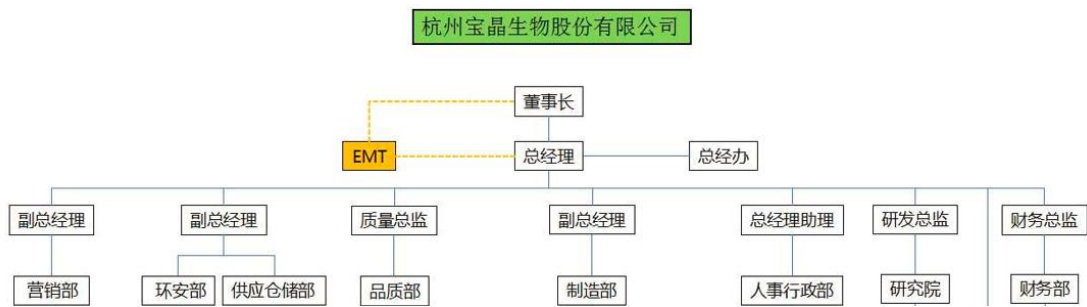 杭州宝晶生物股份有限公司
董事长
EMT 总经理 总经办
副总经理 副总经理 质量总监 副总经理 总经理助理 研发总监 财务总监
营销部 环安部 供应仓储部 品质部 制造部 人事行政部 研究院 财务部